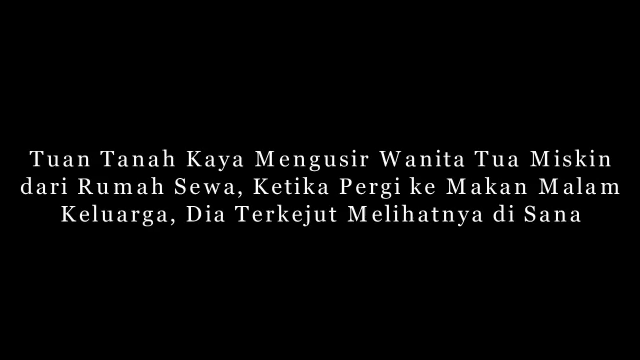 Tuan Tanah Kaya Mengusir Wanita Tua Miskin
dari Rumah Sewa, Ketika Pergi ke Makan Malam
Keluarga, Dia Terkejut Melihatnya di Sana